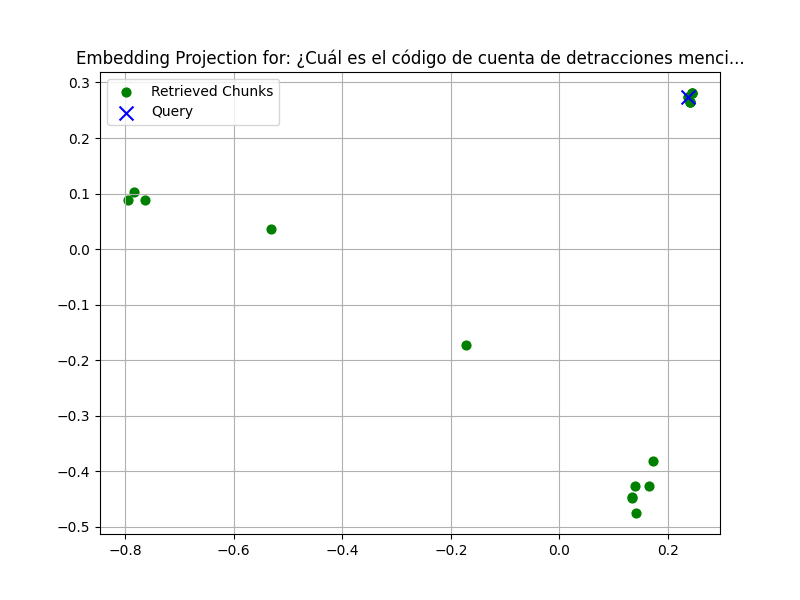 Embedding Projection for: ¿Cuál es el código de cuenta de detracciones menci...
Retrieved Chunks
Query
0.3
0.2
0.1
0.0
−0.1
−0.2
−0.3
−0.4
−0.5
−0.8 −0.6 −0.4 −0.2 0.0 0.2